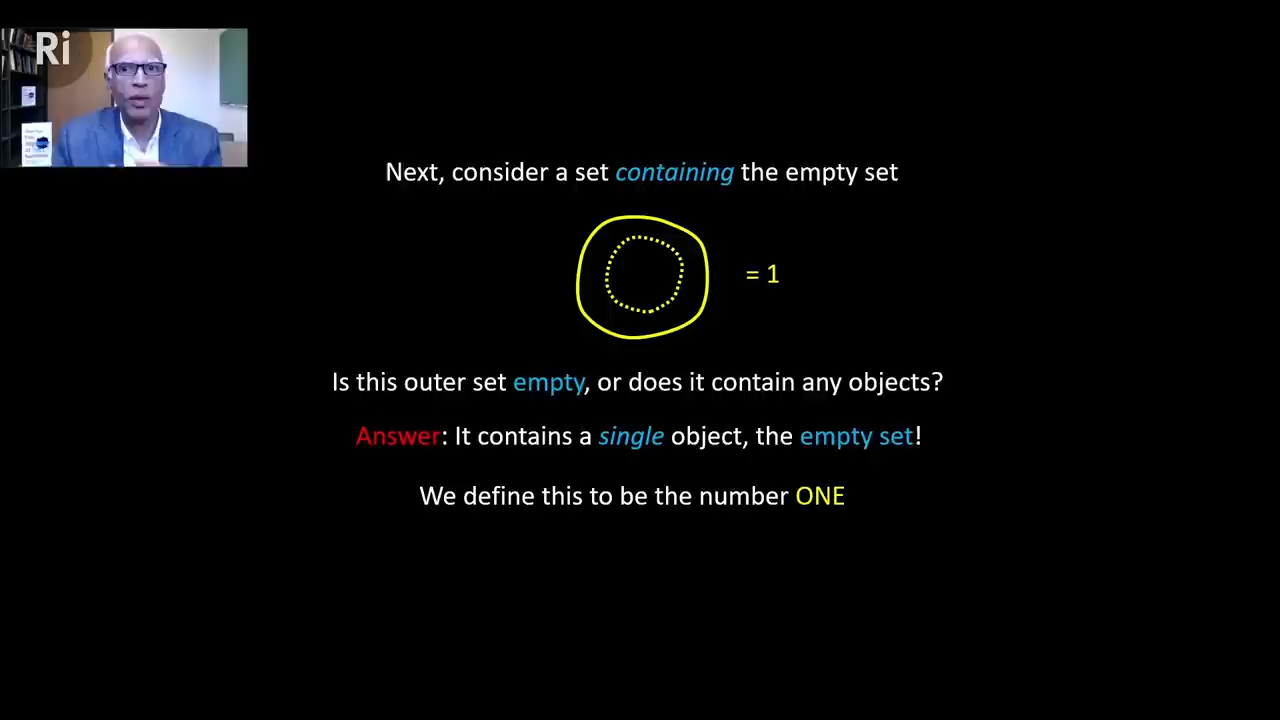 Ri
Next, consider a set containing the empty set
= 1
Is this outer set empty, or does it contain any objects?
Answer: It contains a single object, the empty set!
We define this to be the number ONE